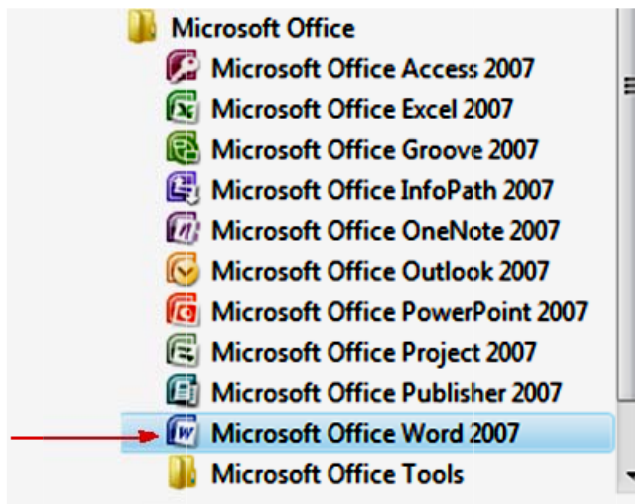 Microsoft Office
Microsoft Office Access 2007
Microsoft Office Excel 2007
Microsoft Office Groove 2007
Microsoft Office InfoPath 2007
Microsoft Office OneNote 2007
Microsoft Office Outlook 2007
Microsoft Office PowerPoint 2007
Microsoft Office Project 2007
Microsoft Office Publisher 2007
Microsoft Office Word 2007
Microsoft Office Tools